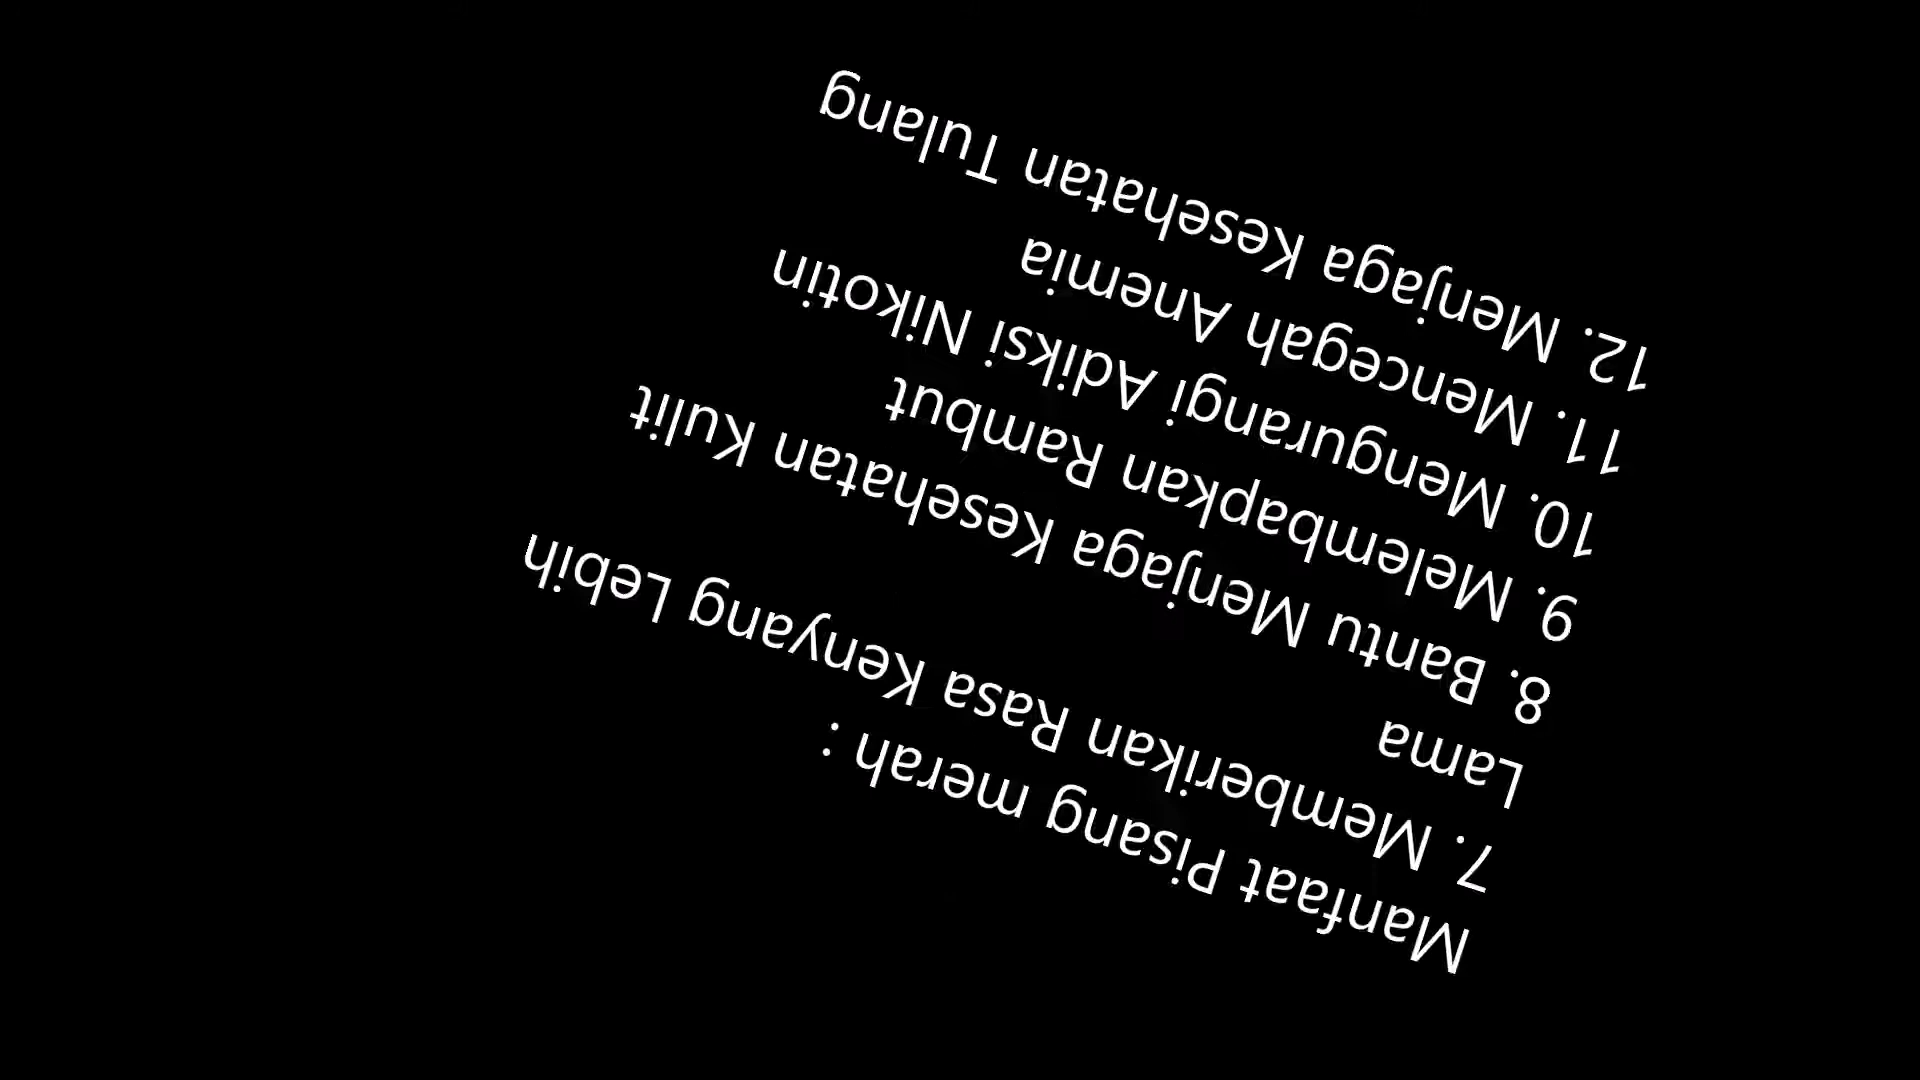 Manfaat Pisang merah :
7. Memberikan Rasa Kenyang Lebih
Lama
8. Bantu Menjaga Kesehatan Kulit
9. Melembapkan Rambut
10. Mengurangi Adiksi Nikotin
11. Mencegah Anemia
12. Menjaga Kesehatan Tulang